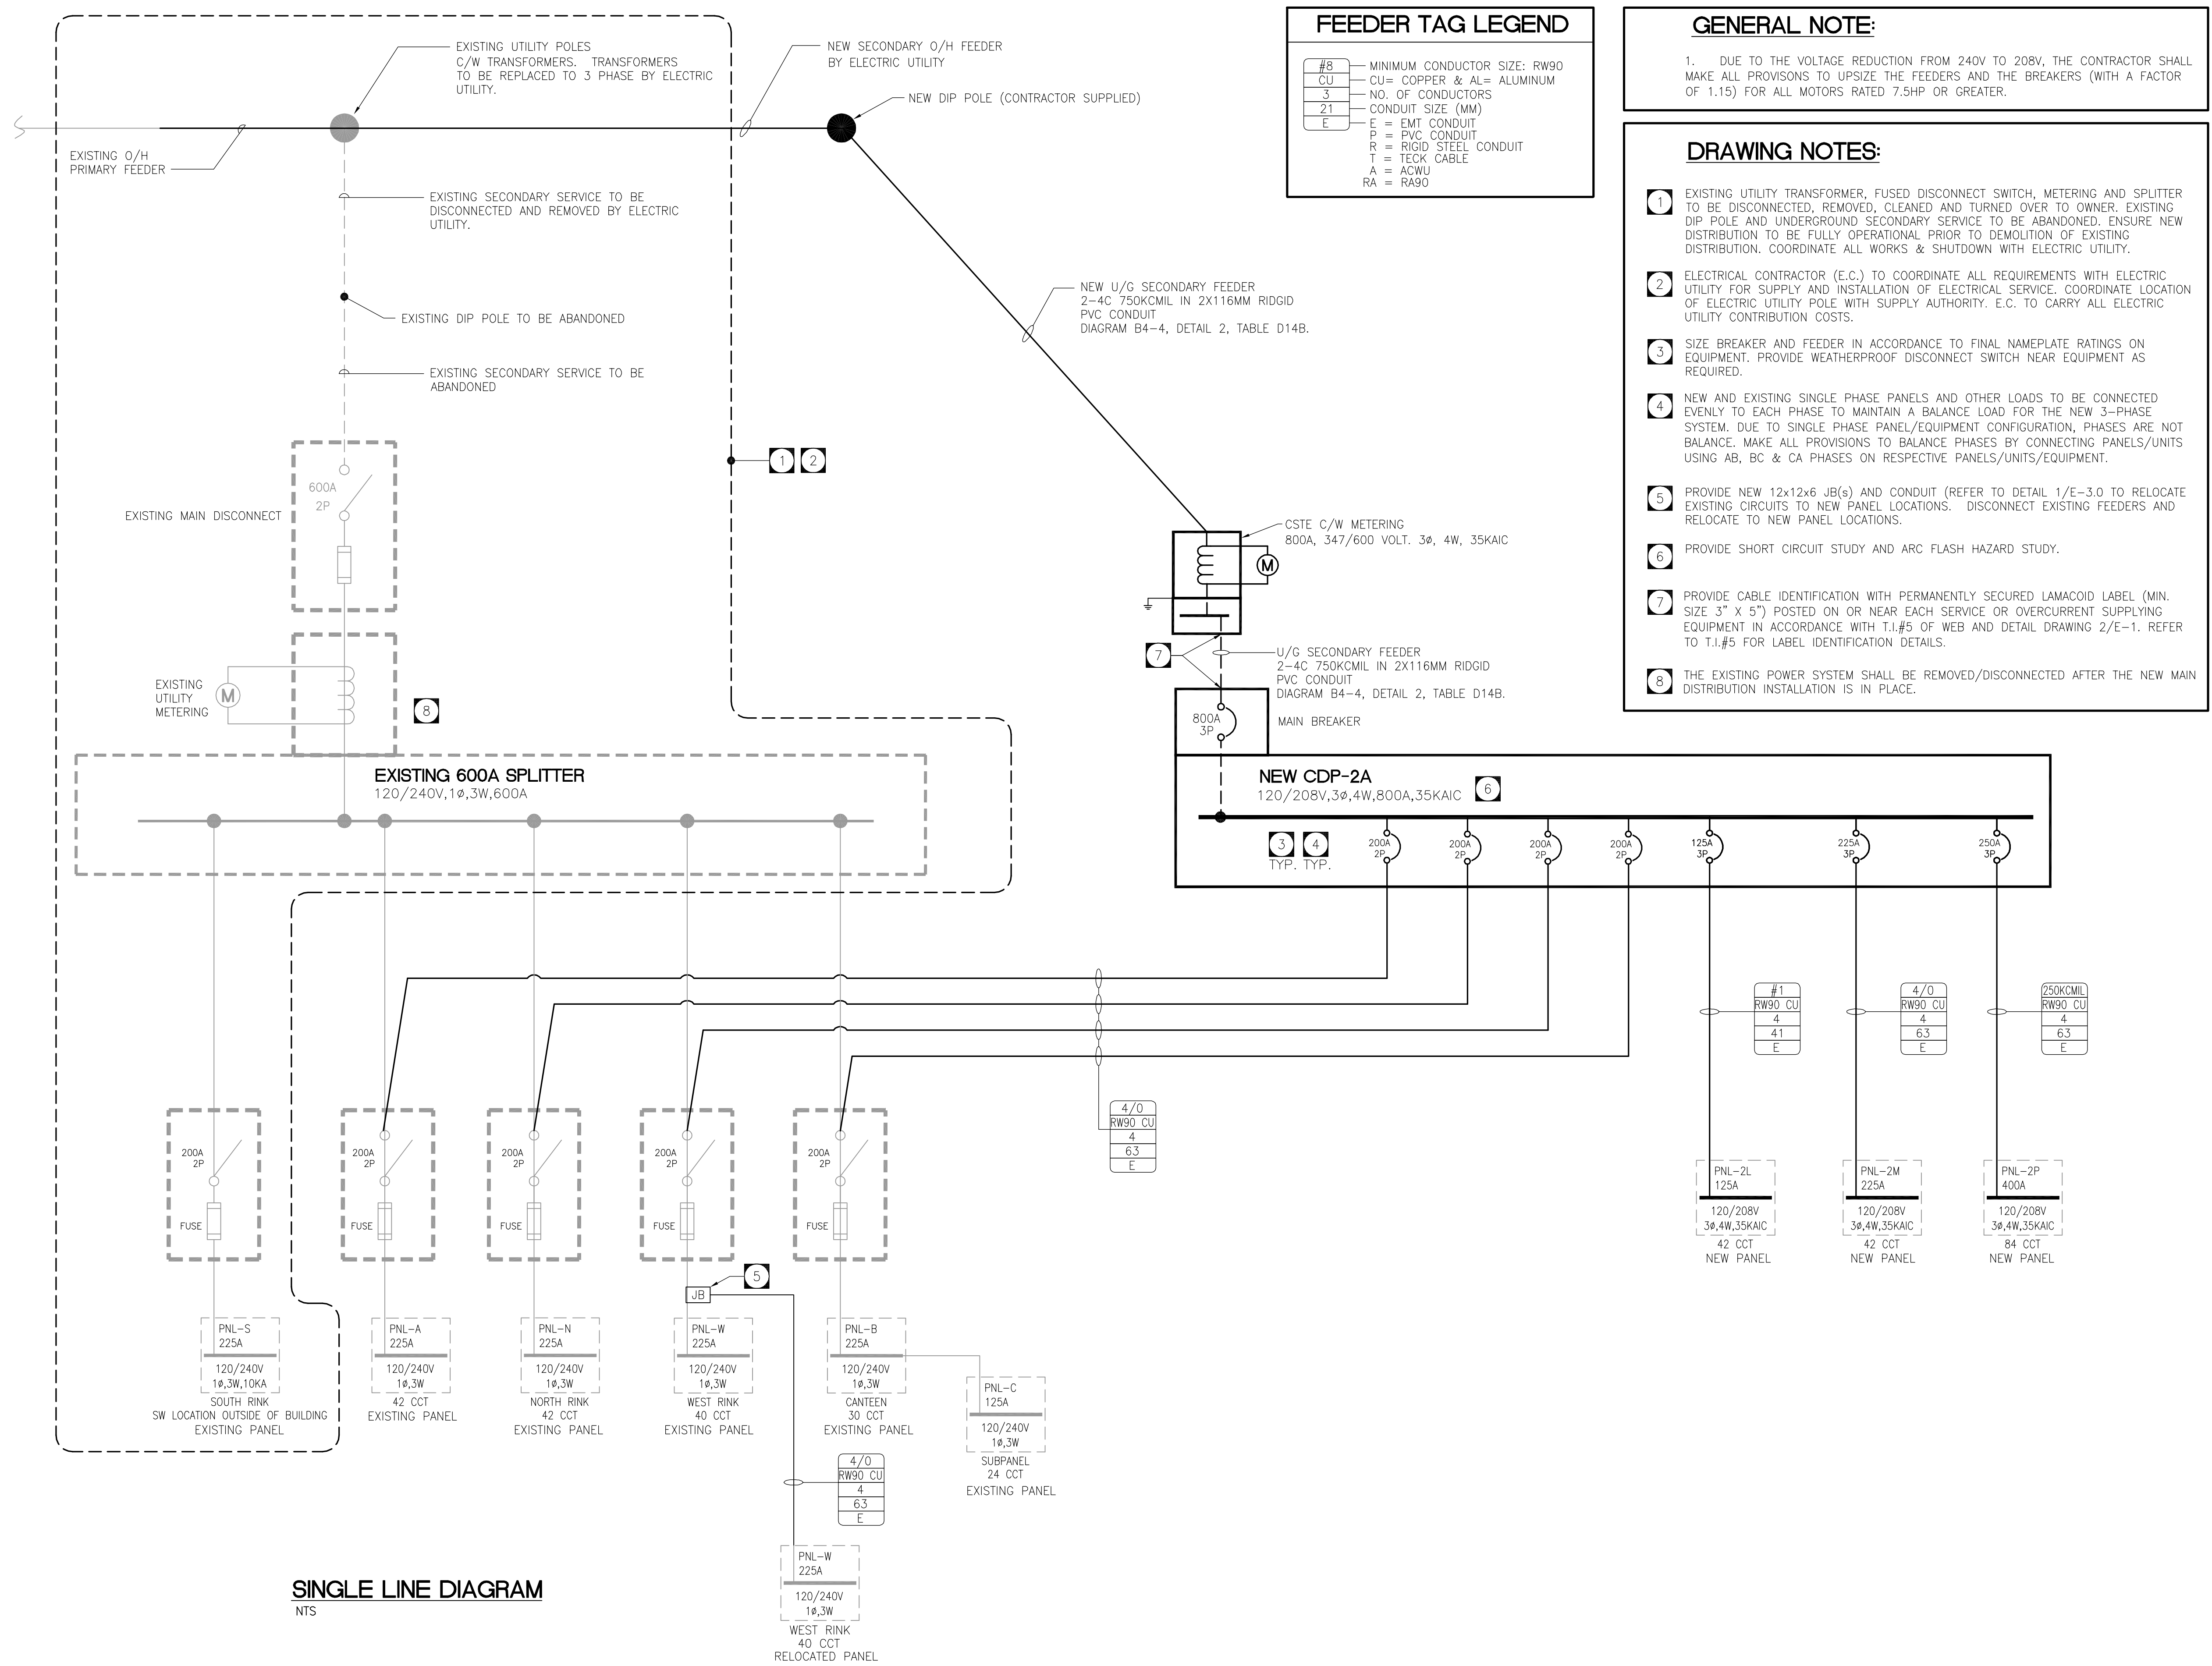 EXISTING UTILITY POLES
C/W TRANSFORMERS. TRANSFORMERS
TO BE REPLACED TO 3 PHASE BY ELECTRIC
UTILITY.
NEW SECONDARY O/H FEEDER
BY ELECTRIC UTILITY
NEW DIP POLE (CONTRACTOR SUPPLIED)
EXISTING O/H
PRIMARY FEEDER
EXISTING SECONDARY SERVICE TO BE
DISCONNECTED AND REMOVED BY ELECTRIC
UTILITY.
EXISTING DIP POLE TO BE ABANDONED
EXISTING SECONDARY SERVICE TO BE
ABANDONED
NEW U/G SECONDARY FEEDER
2-4C 750KCMIL IN 2X116MM RIDGID
PVC CONDUIT
DIAGRAM B4-4, DETAIL 2, TABLE D14B.
FEEDER TAG LEGEND
#8
MINIMUM CONDUCTOR SIZE: RW90
CU
CU= COPPER & AL= ALUMINUM
3
NO. OF CONDUCTORS
21
CONDUIT SIZE (MM)
E
E = EMT CONDUIT
P = PVC CONDUIT
R = RIGID STEEL CONDUIT
T = TECK CABLE
A = ACWU
RA = RA90
GENERAL NOTE:
1. DUE TO THE VOLTAGE REDUCTION FROM 240V TO 208V, THE CONTRACTOR SHALL
MAKE ALL PROVISONS TO UPSIZE THE FEEDERS AND THE BREAKERS (WITH A FACTOR
OF 1.15) FOR ALL MOTORS RATED 7.5HP OR GREATER.
DRAWING NOTES:
1
EXISTING UTILITY TRANSFORMER, FUSED DISCONNECT SWITCH, METERING AND SPLITTER
TO BE DISCONNECTED, REMOVED, CLEANED AND TURNED OVER TO OWNER. EXISTING
DIP POLE AND UNDERGROUND SECONDARY SERVICE TO BE ABANDONED. ENSURE NEW
DISTRIBUTION TO BE FULLY OPERATIONAL PRIOR TO DEMOLITION OF EXISTING
DISTRIBUTION. COORDINATE ALL WORKS & SHUTDOWN WITH ELECTRIC UTILITY.
2
ELECTRICAL CONTRACTOR (E.C.) TO COORDINATE ALL REQUIREMENTS WITH ELECTRIC
UTILITY FOR SUPPLY AND INSTALLATION OF ELECTRICAL SERVICE. COORDINATE LOCATION
OF ELECTRIC UTILITY POLE WITH SUPPLY AUTHORITY. E.C. TO CARRY ALL ELECTRIC
UTILITY CONTRIBUTION COSTS.
3
SIZE BREAKER AND FEEDER IN ACCORDANCE TO FINAL NAMEPLATE RATINGS ON
EQUIPMENT. PROVIDE WEATHERPROOF DISCONNECT SWITCH NEAR EQUIPMENT AS
REQUIRED.
4
NEW AND EXISTING SINGLE PHASE PANELS AND OTHER LOADS TO BE CONNECTED
EVENLY TO EACH PHASE TO MAINTAIN A BALANCE LOAD FOR THE NEW 3-PHASE
SYSTEM. DUE TO SINGLE PHASE PANEL/EQUIPMENT CONFIGURATION, PHASES ARE NOT
BALANCE. MAKE ALL PROVISIONS TO BALANCE PHASES BY CONNECTING PANELS/UNITS
USING AB, BC & CA PHASES ON RESPECTIVE PANELS/UNITS/EQUIPMENT.
5
PROVIDE NEW 12x12x6 JB(s) AND CONDUIT (REFER TO DETAIL 1/E-3.0 TO RELOCATE
EXISTING CIRCUITS TO NEW PANEL LOCATIONS. DISCONNECT EXISTING FEEDERS AND
RELOCATE TO NEW PANEL LOCATIONS.
6
PROVIDE SHORT CIRCUIT STUDY AND ARC FLASH HAZARD STUDY.
7
PROVIDE CABLE IDENTIFICATION WITH PERMANENTLY SECURED LAMACOID LABEL (MIN.
SIZE 3" X 5") POSTED ON OR NEAR EACH SERVICE OR OVERCURRENT SUPPLYING
EQUIPMENT IN ACCORDANCE WITH T.I.#5 OF WEB AND DETAIL DRAWING 2/E-1. REFER
TO T.I.#5 FOR LABEL IDENTIFICATION DETAILS.
8
THE EXISTING POWER SYSTEM SHALL BE REMOVED/DISCONNECTED AFTER THE NEW MAIN
DISTRIBUTION INSTALLATION IS IN PLACE.
1 2
600A
2P
EXISTING MAIN DISCONNECT
EXISTING
UTILITY
METERING
M
8
CSTE C/W METERING
800A, 347/600 VOLT. 3ø, 4W, 35KAIC
M
7
U/G SECONDARY FEEDER
2-4C 750KCMIL IN 2X116MM RIDGID
PVC CONDUIT
DIAGRAM B4-4, DETAIL 2, TABLE D14B.
800A
3P
MAIN BREAKER
EXISTING 600A SPLITTER
120/240V,1ø,3W,600A
NEW CDP-2A
120/208V,3ø,4W,800A,35KAIC
6
3 4
TYP. TYP.
200A
2P
200A
2P
200A
2P
200A
2P
125A
3P
225A
3P
250A
3P
#1
RW90 CU
4
41
E
4/0
RW90 CU
4
63
E
250KCMIL
RW90 CU
4
63
E
4/0
RW90 CU
4
63
E
200A
2P
FUSE
200A
2P
FUSE
200A
2P
FUSE
200A
2P
FUSE
200A
2P
FUSE
JB
5
PNL-2L
125A
120/208V
3ø,4W,35KAIC
42 CCT
NEW PANEL
PNL-2M
225A
120/208V
3ø,4W,35KAIC
42 CCT
NEW PANEL
PNL-2P
400A
120/208V
3ø,4W,35KAIC
84 CCT
NEW PANEL
PNL-S
225A
120/240V
1ø,3W,10KA
SOUTH RINK
SW LOCATION OUTSIDE OF BUILDING
EXISTING PANEL
PNL-A
225A
120/240V
1ø,3W
42 CCT
EXISTING PANEL
PNL-N
225A
120/240V
1ø,3W
NORTH RINK
42 CCT
EXISTING PANEL
PNL-W
225A
120/240V
1ø,3W
WEST RINK
40 CCT
EXISTING PANEL
PNL-B
225A
120/240V
1ø,3W
CANTEEN
30 CCT
EXISTING PANEL
PNL-C
125A
120/240V
1ø,3W
SUBPANEL
24 CCT
EXISTING PANEL
4/0
RW90 CU
4
63
E
PNL-W
225A
120/240V
1ø,3W
WEST RINK
40 CCT
RELOCATED PANEL
SINGLE LINE DIAGRAM
NTS